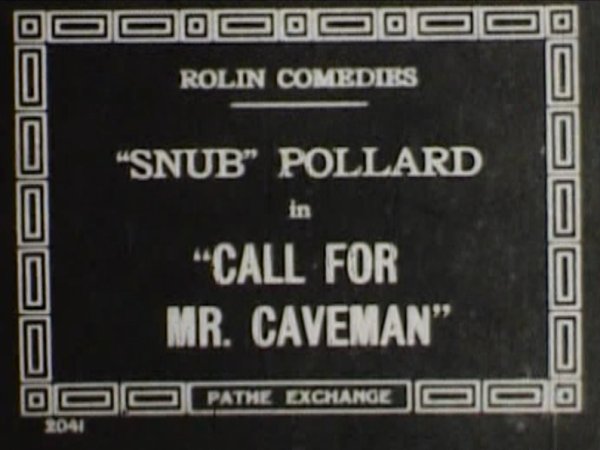 ROLIN COMEDIES
"SNUB" POLLARD
in
"CALL FOR
MR. CAVEMAN"
PATHE EXCHANGE
2041